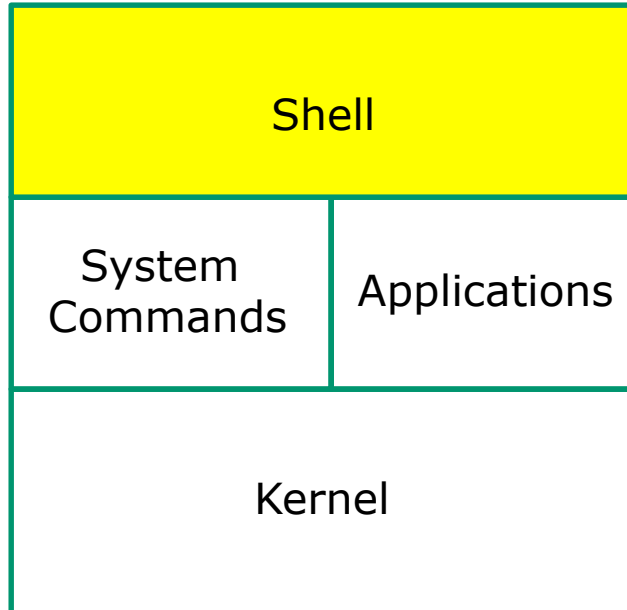 Shell
System
Commands
Applications
Kernel